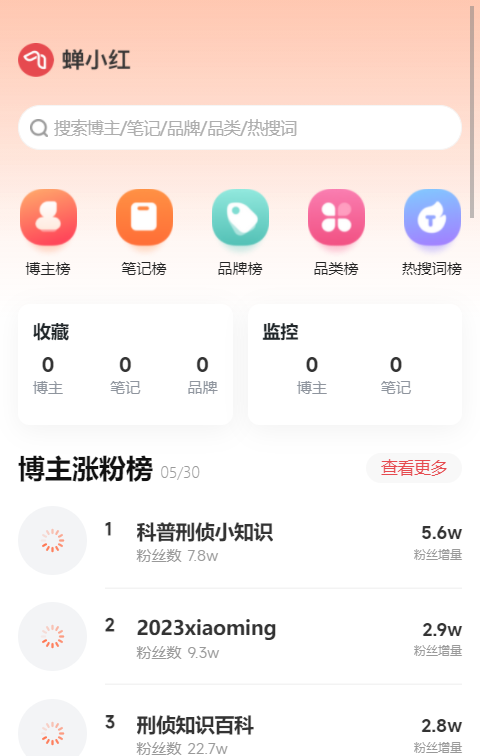 蝉小红
搜索博主/笔记/品牌/品类/热搜词
博主榜 笔记榜 品牌榜 品类榜 热搜词榜
收藏
0 0 0
博主 笔记 品牌
监控
0 0
博主 笔记
博主涨粉榜 05/30 查看更多
1 科普刑侦小知识 5.6w
粉丝数 7.8w 粉丝增量
2 2023xiaoming 2.9w
粉丝数 9.3w 粉丝增量
3 刑侦知识百科 2.8w
粉丝数 22.7w 粉丝增量